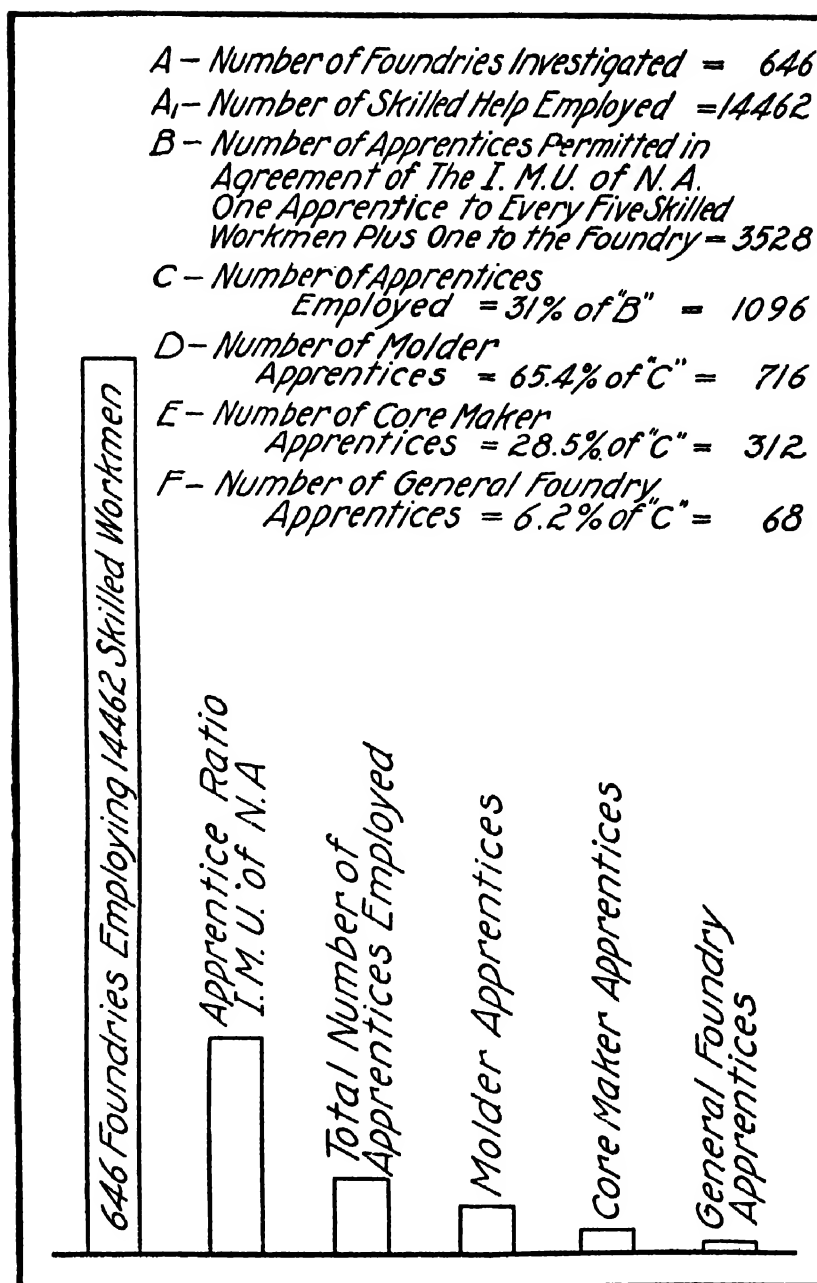 A - Number of Foundries Investigated = 646
A₁ - Number of Skilled Help Employed = 14462
B - Number of Apprentices Permitted in
Agreement of The I. M. U. of N. A.
One Apprentice to Every Five Skilled
Workmen Plus One to the Foundry = 3528
C - Number of Apprentices
Employed = 31% of "B" = 1096
D - Number of Molder
Apprentices = 65.4% of "C" = 716
E - Number of Core Maker
Apprentices = 28.5% of "C" = 312
F - Number of General Foundry
Apprentices = 6.2% of "C" = 68
646 Foundries Employing 14462 Skilled Workmen
Apprentice Ratio
I. M. U. of N. A
Total Number of
Apprentices Employed
Molder Apprentices
Core Maker Apprentices
General Foundry
Apprentices